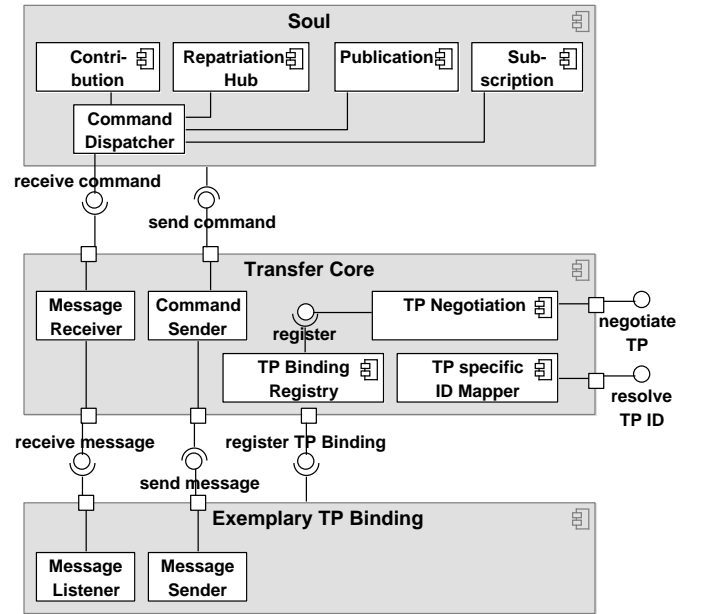 Soul
Contri-
bution
Repatriation
Hub
Publication
Sub-
scription
Command
Dispatcher
receive command
send command
Transfer Core
Message
Receiver
Command
Sender
register
TP Negotiation
negotiate
TP
TP Binding
Registry
TP specific
ID Mapper
resolve
TP ID
receive message
register TP Binding
send message
Exemplary TP Binding
Message
Listener
Message
Sender